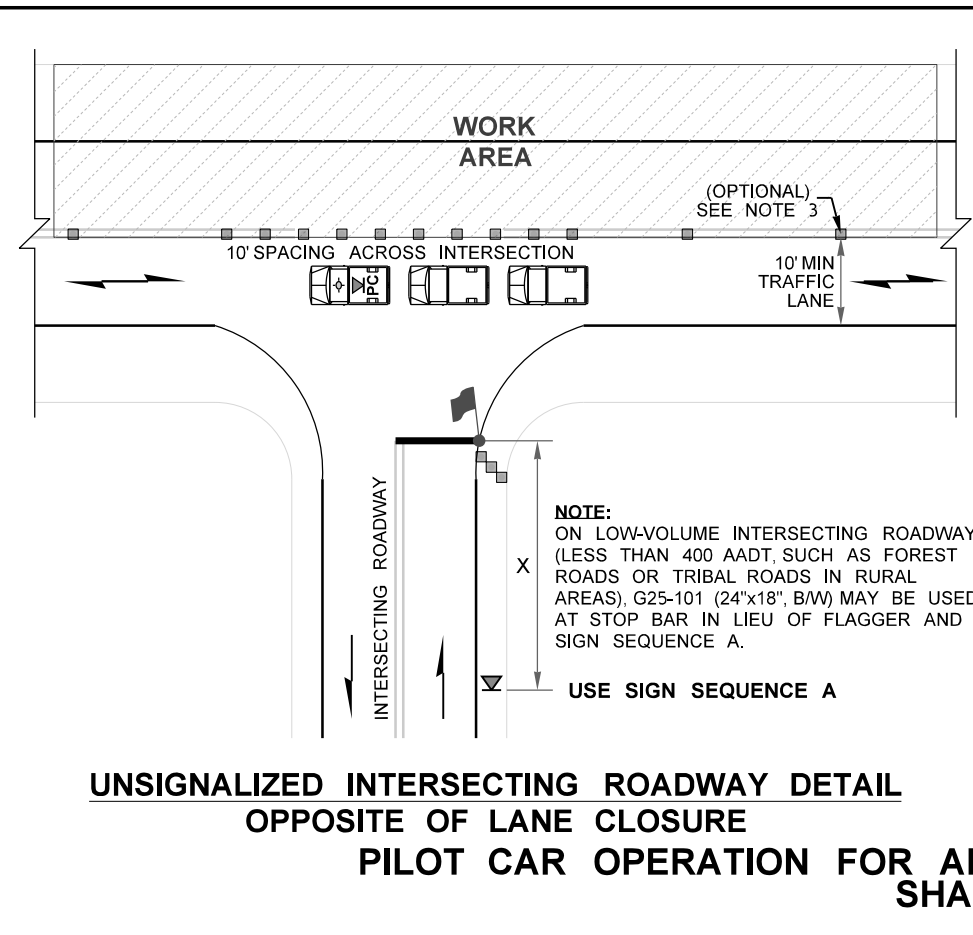 WORK
AREA
(OPTIONAL)
SEE NOTE 3
10' SPACING ACROSS INTERSECTION
10' MIN
TRAFFIC
LANE
PC
INTERSECTING ROADWAY
X
NOTE:
ON LOW-VOLUME INTERSECTING ROADWAY
(LESS THAN 400 AADT, SUCH AS FOREST
ROADS OR TRIBAL ROADS IN RURAL
AREAS), G25-101 (24"x18", B/W) MAY BE USED
AT STOP BAR IN LIEU OF FLAGGER AND
SIGN SEQUENCE A.
USE SIGN SEQUENCE A
UNSIGNALIZED INTERSECTING ROADWAY DETAIL
OPPOSITE OF LANE CLOSURE
PILOT CAR OPERATION FOR
SHA